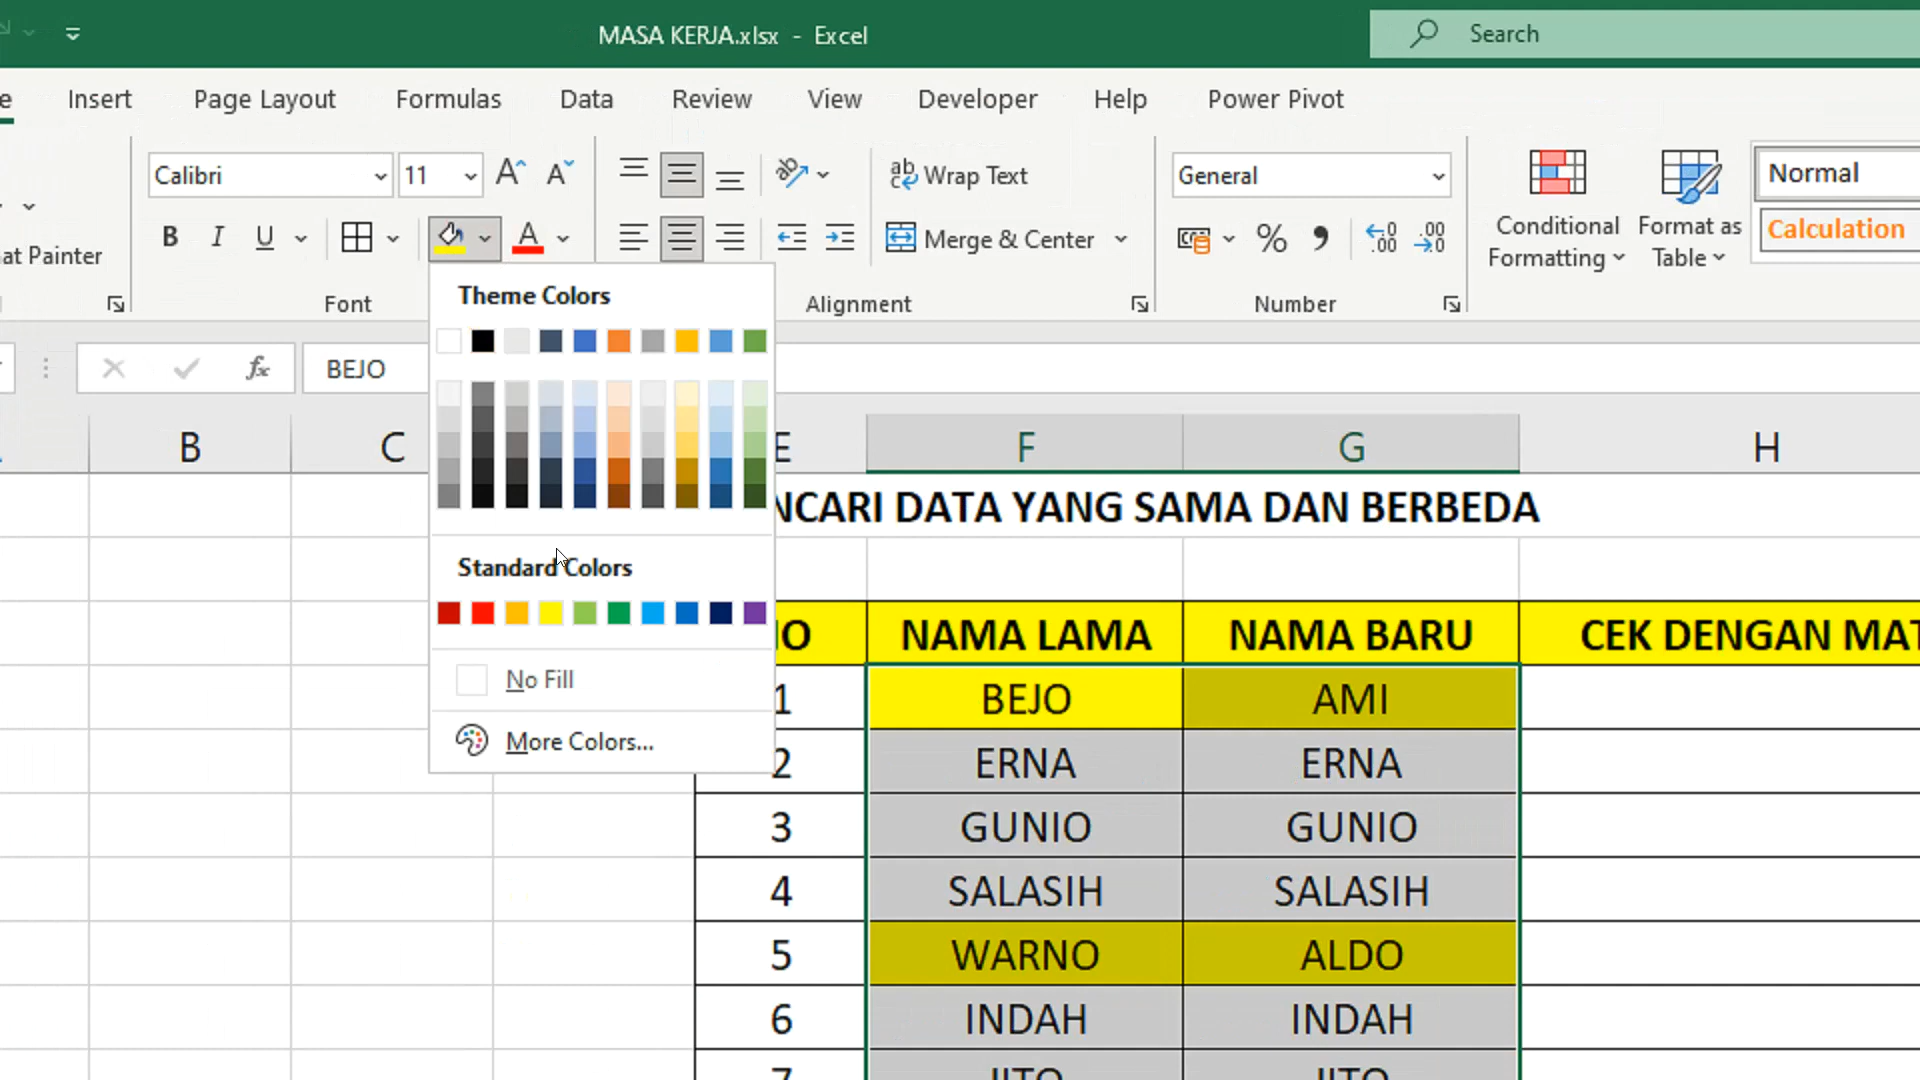 MASA KERJA.xlsx - Excel
Search
e Insert Page Layout Formulas Data Review View Developer Help Power Pivot
Calibri 11 Wrap Text General Normal
at Painter B I U A Merge & Center % , .00 .00 Conditional Formatting Format as Table Calculation
Font Alignment Number
Theme Colors
fx BEJO
B C E F G H
NCARI DATA YANG SAMA DAN BERBEDA
Standard Colors
No Fill
More Colors...
O NAMA LAMA NAMA BARU CEK DENGAN MAT
1 BEJO AMI
2 ERNA ERNA
3 GUNIO GUNIO
4 SALASIH SALASIH
5 WARNO ALDO
6 INDAH INDAH